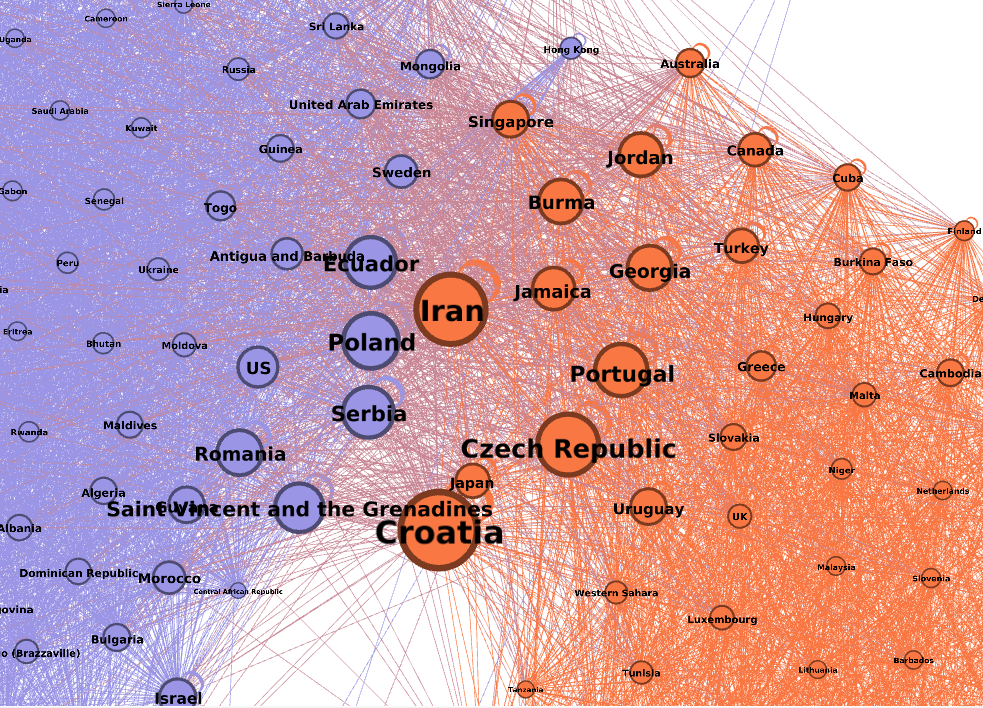 Sierra Leone
Cameroon
Sri Lanka
Uganda
Hong Kong
Australia
Mongolia
Russia
United Arab Emirates
Saudi Arabia
Singapore
Kuwait
Guinea
Canada
Jordan
Sweden
Cuba
Gabon
Senegal
Burma
Togo
Finland
Turkey
Antigua and Barbuda
Ecuador
Peru
Ukraine
Georgia
Burkina Faso
ia
Jamaica
De
Iran
Hungary
Eritrea
Bhutan
Moldova
Poland
US
Portugal
Greece
Cambodia
Malta
Serbia
Maldives
Rwanda
Slovakia
Czech Republic
Romania
Niger
Japan
Algeria
Netherlands
Guyana
Saint Vincent and the Grenadines
Uruguay
UK
Albania
Croatia
Malaysia
Dominican Republic
Morocco
Slovenia
Central African Republic
Western Sahara
govina
Luxembourg
Bulgaria
o (Brazzaville)
Barbados
Lithuania
Tunisia
Tanzania
Israel